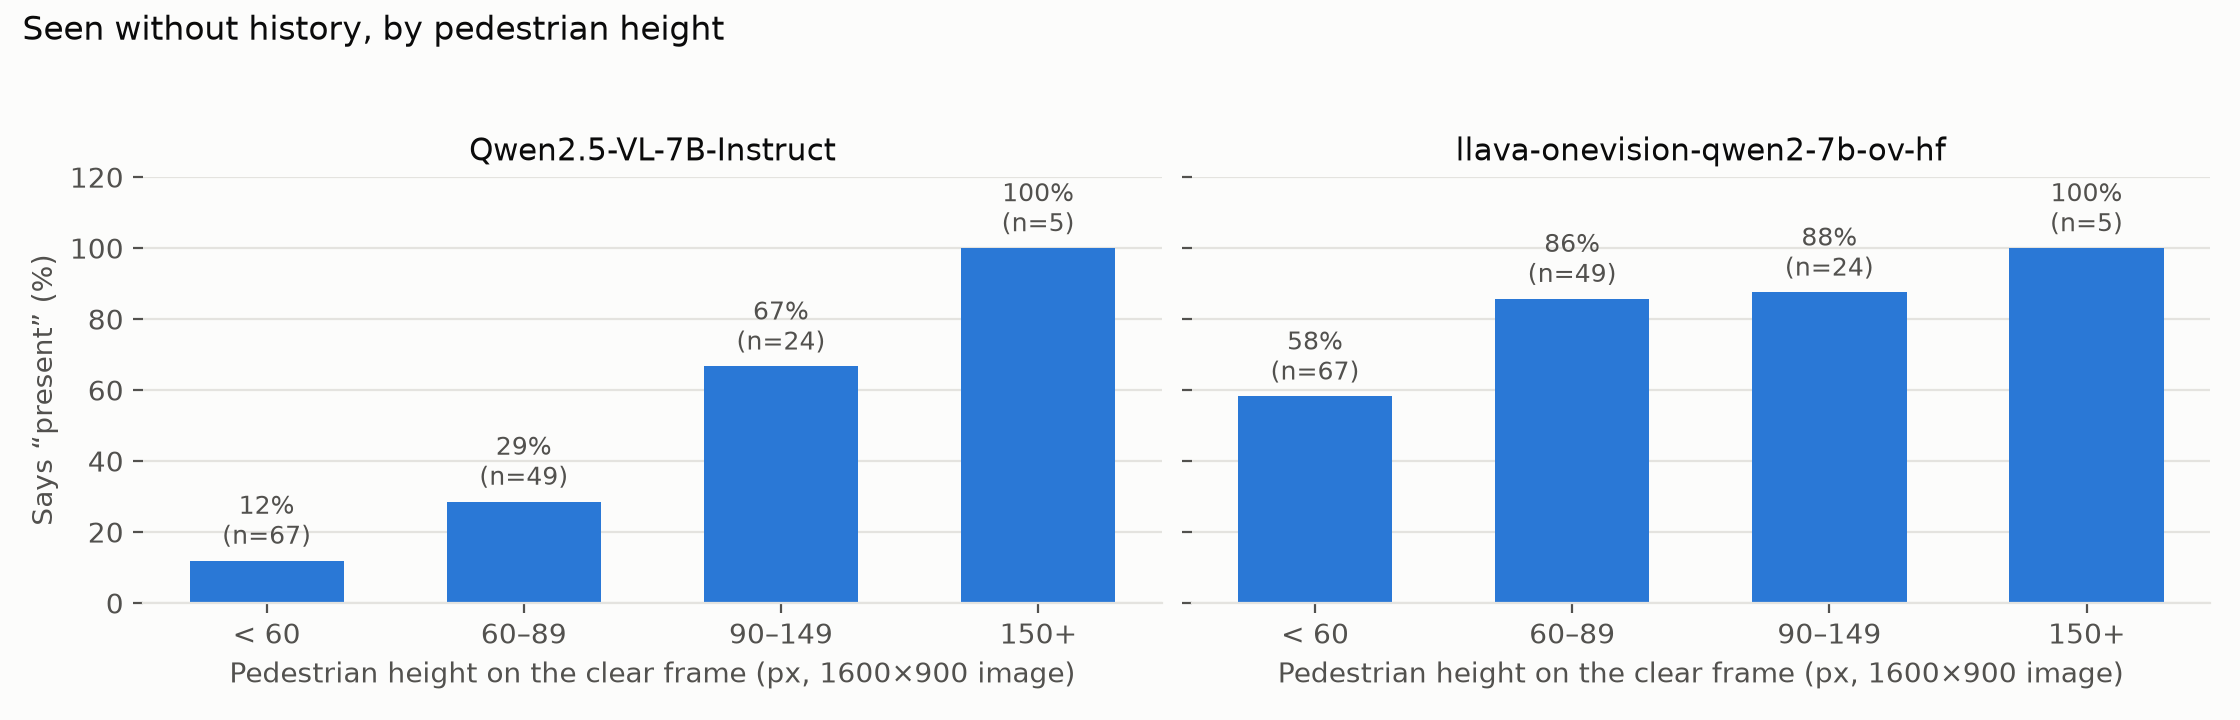 Seen without history, by pedestrian height
Qwen2.5-VL-7B-Instruct
Says “present” (%)
120
100
80
60
40
20
0
12%
(n=67)
29%
(n=49)
67%
(n=24)
100%
(n=5)
< 60
60–89
90–149
150+
Pedestrian height on the clear frame (px, 1600×900 image)
llava-onevision-qwen2-7b-ov-hf
58%
(n=67)
86%
(n=49)
88%
(n=24)
100%
(n=5)
< 60
60–89
90–149
150+
Pedestrian height on the clear frame (px, 1600×900 image)